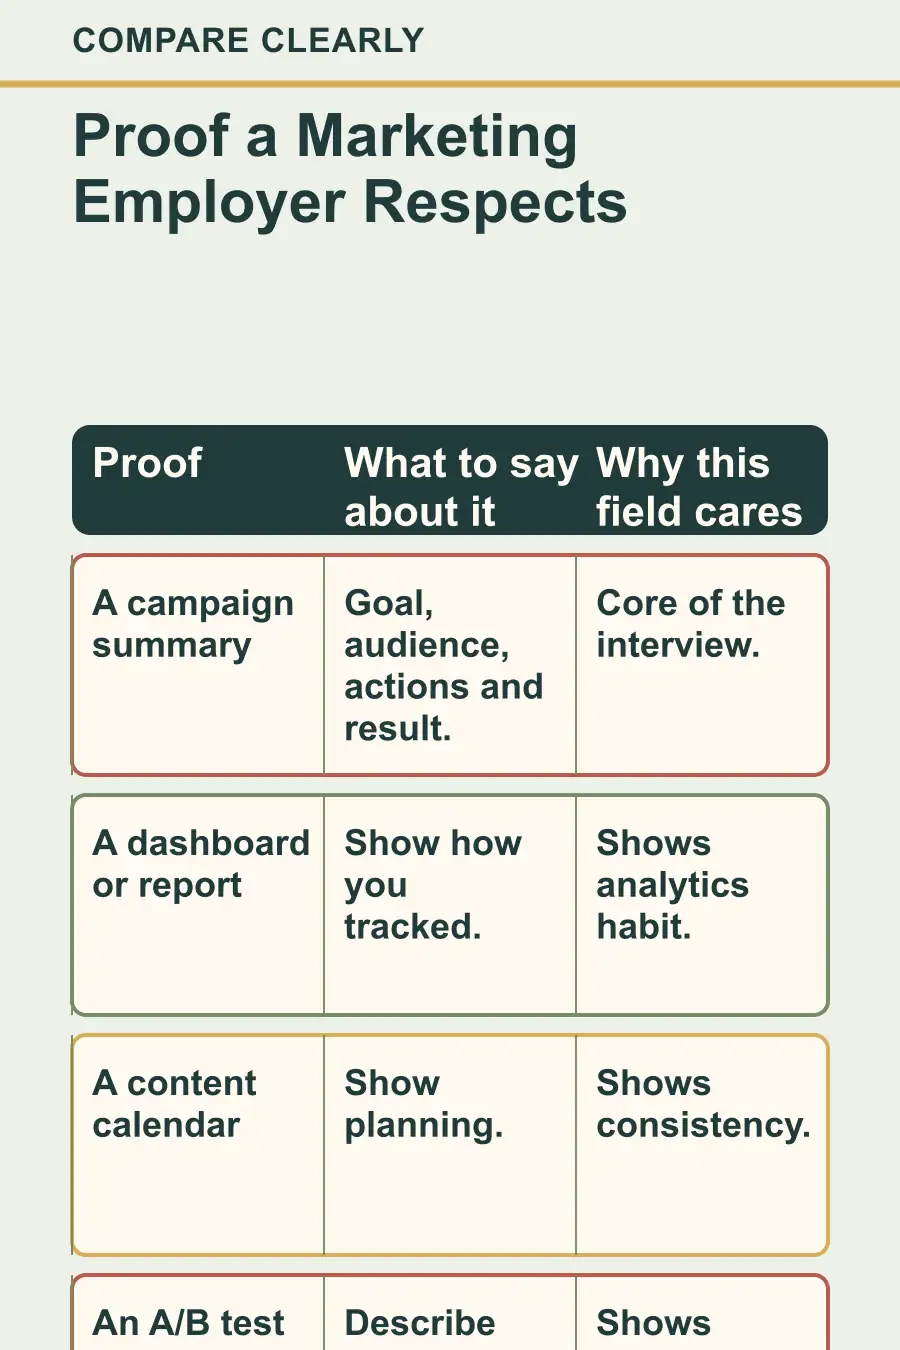 COMPARE CLEARLY
Proof a Marketing
Employer Respects
Proof
What to say
about it
Why this
field cares
A campaign
summary
Goal,
audience,
actions and
result.
Core of the
interview.
A dashboard
or report
Show how
you
tracked.
Shows
analytics
habit.
A content
calendar
Show
planning.
Shows
consistency.
An A/B test
Describe
Shows